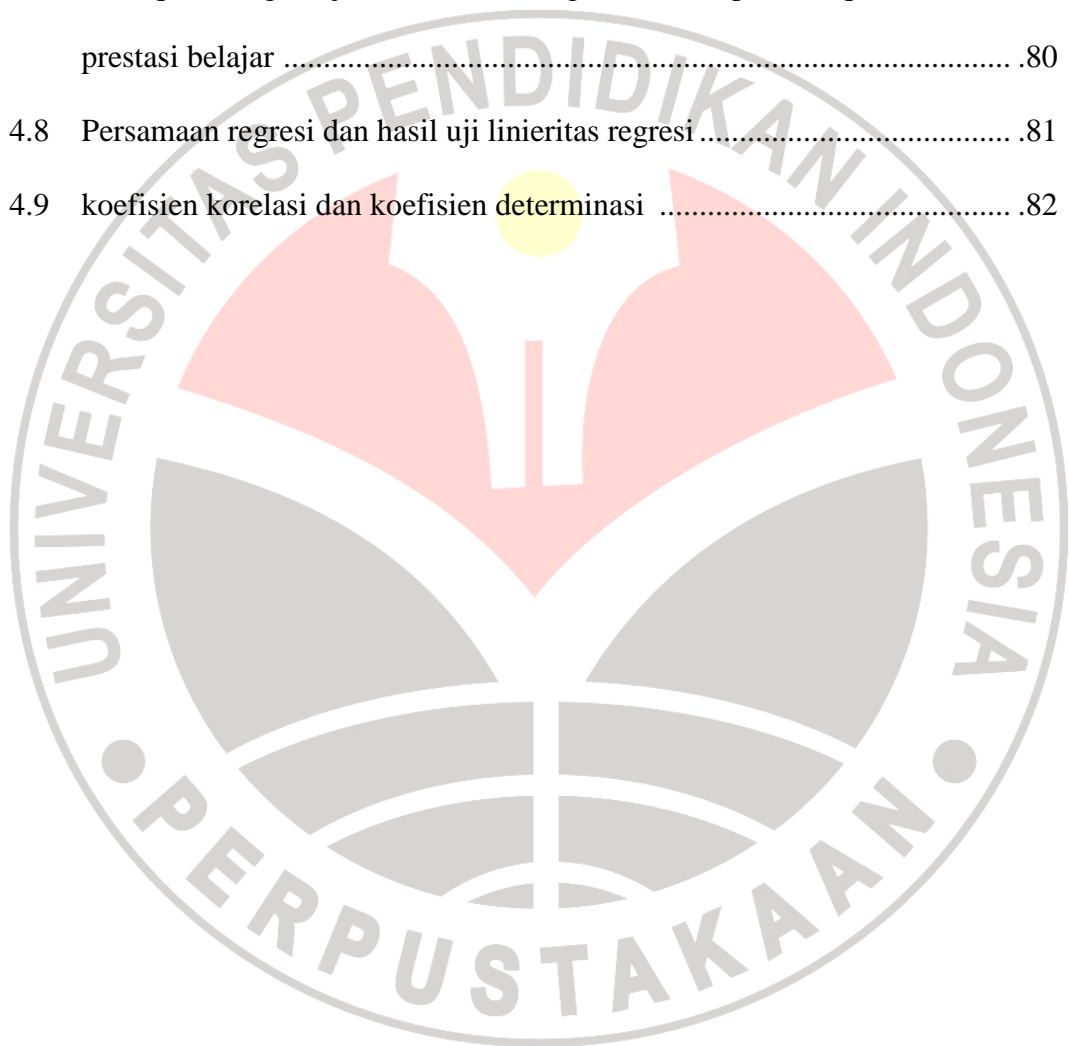 prestasi belajar ........................................................................................... .80
4.8 Persamaan regresi dan hasil uji linieritas regresi ....................................... .81
4.9 koefisien korelasi dan koefisien determinasi ............................................ .82
UNIVERSITAS PENDIDIKAN INDONESIA
PERPUSTAKAAN